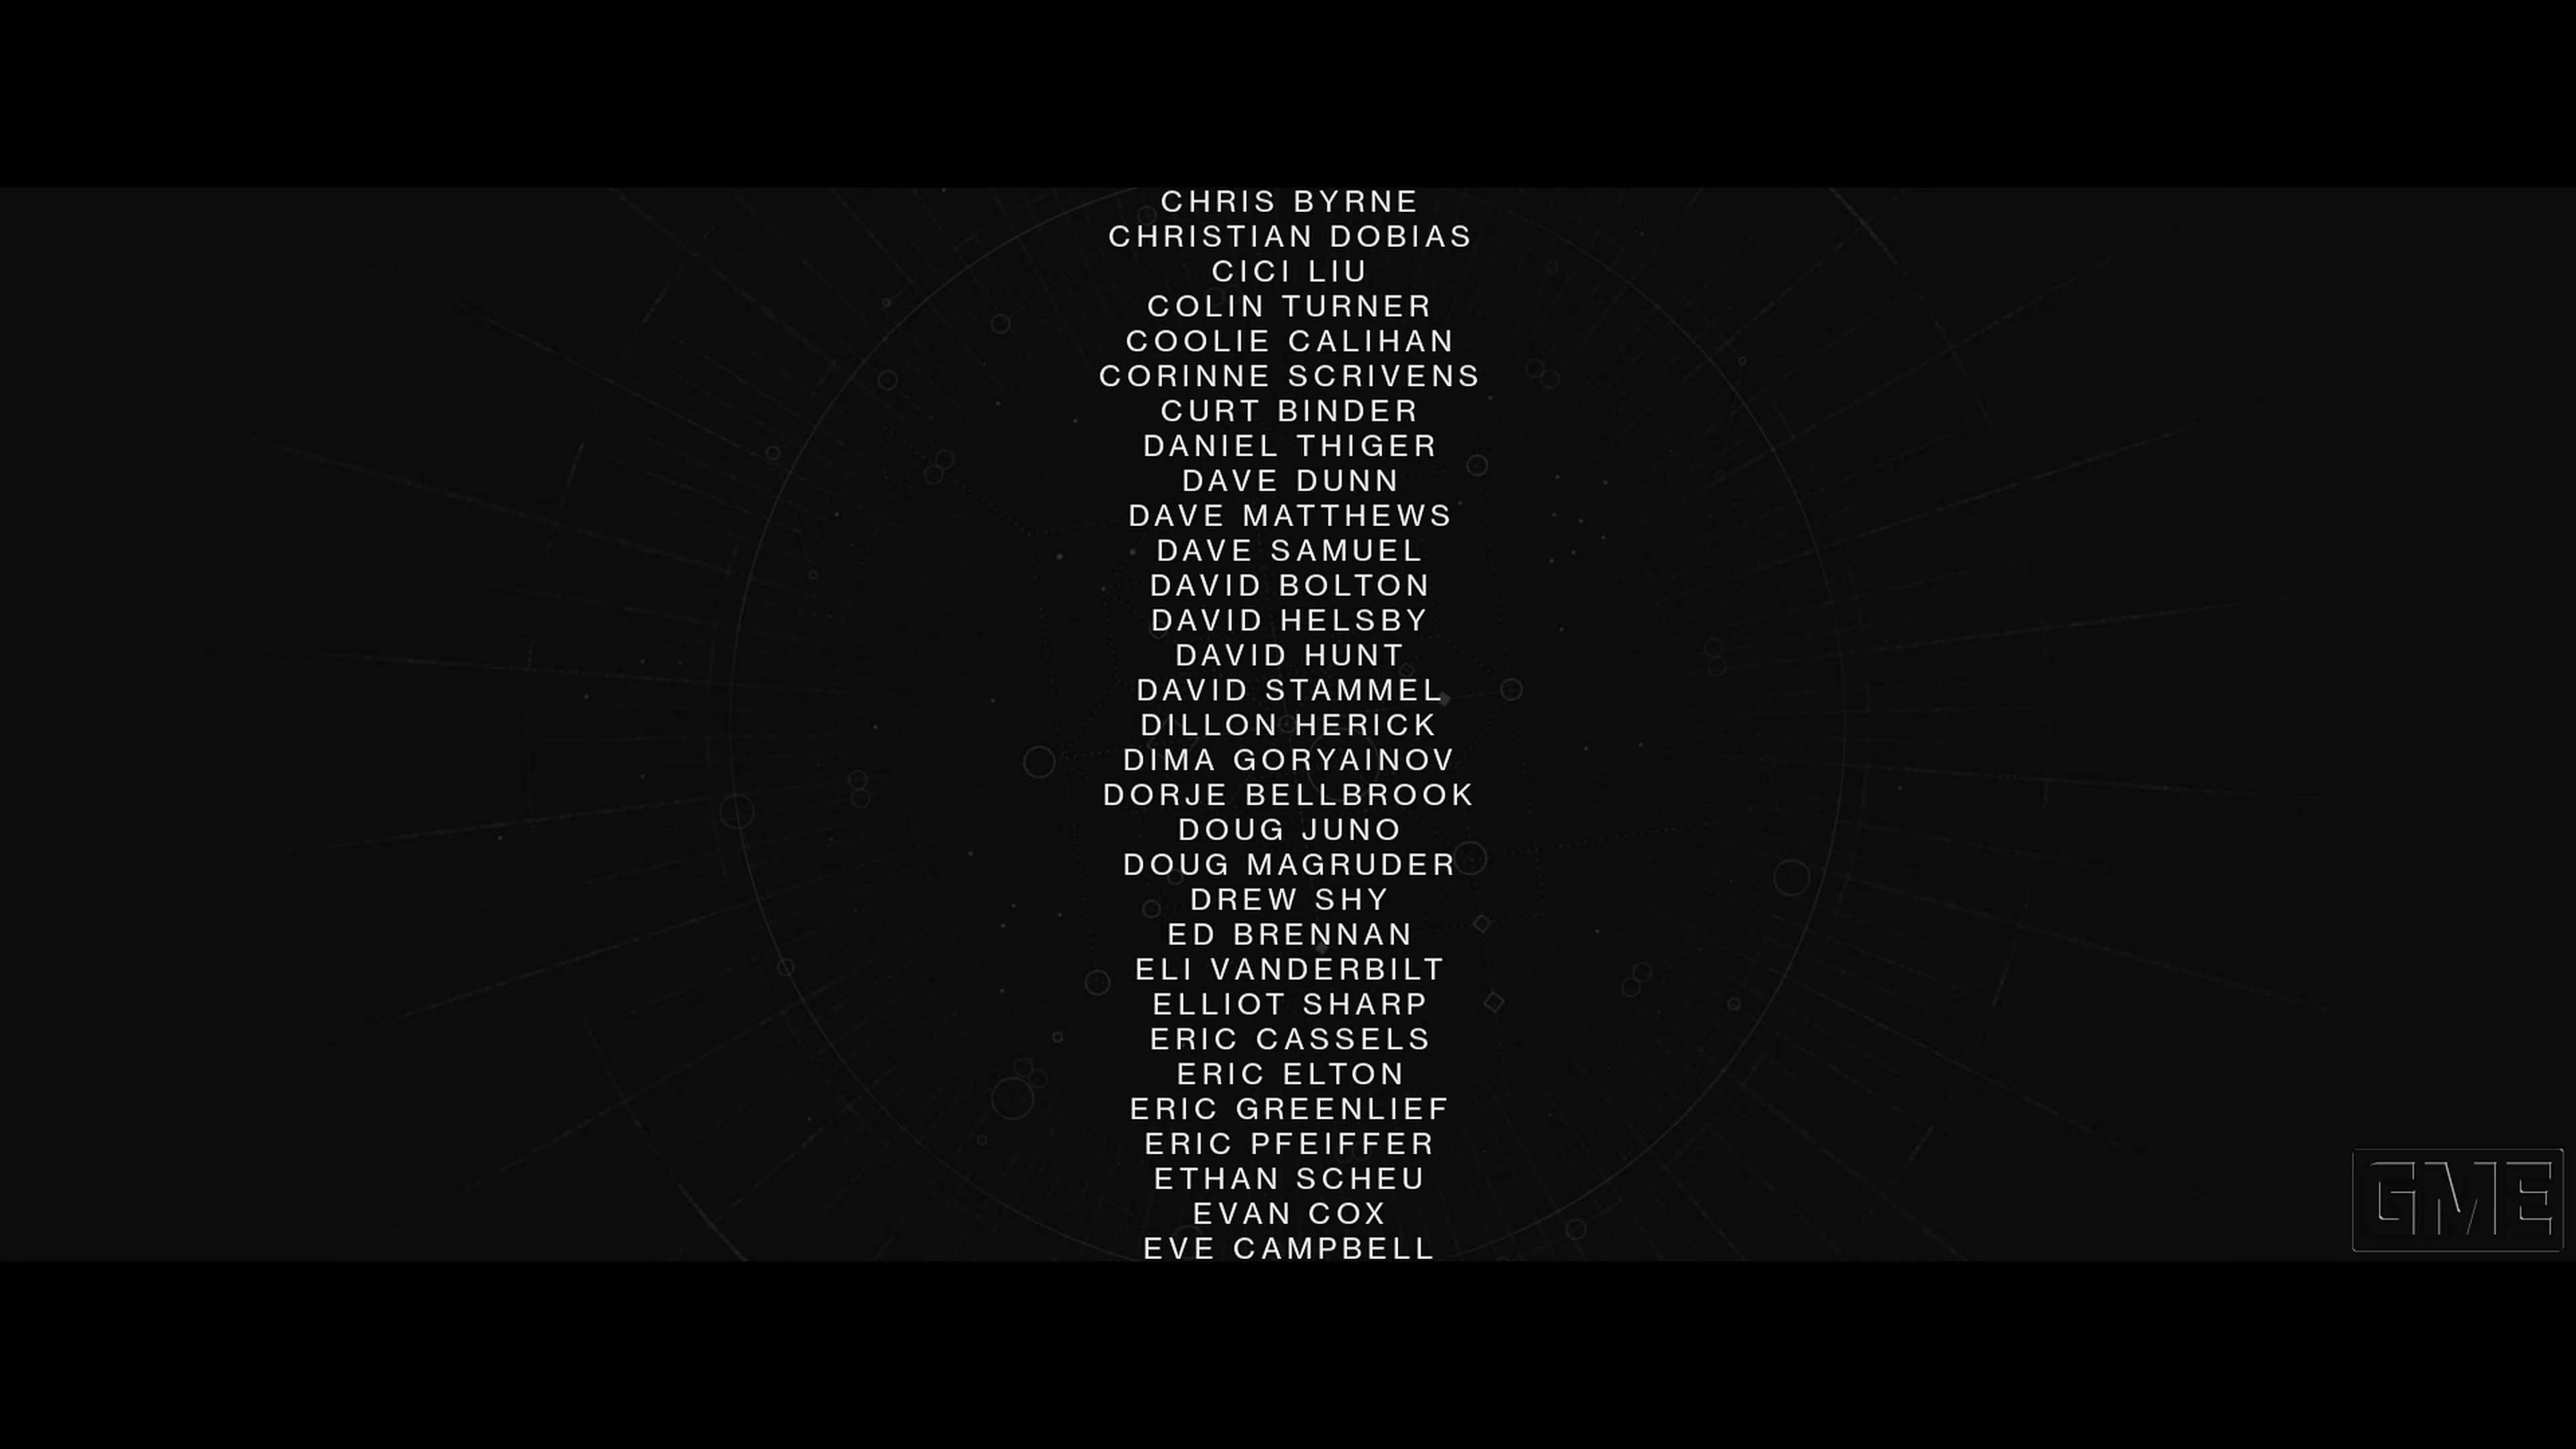 CHRIS BYRNE
CHRISTIAN DOBIAS
CICI LIU
COLIN TURNER
COOLIE CALIHAN
CORINNE SCRIVENS
CURT BINDER
DANIEL THIGER
DAVE DUNN
DAVE MATTHEWS
DAVE SAMUEL
DAVID BOLTON
DAVID HELSBY
DAVID HUNT
DAVID STAMMEL
DILLON HERICK
DIMA GORYAINOV
DORJE BELLBROOK
DOUG JUNO
DOUG MAGRUDER
DREW SHY
ED BRENNAN
ELI VANDERBILT
ELLIOT SHARP
ERIC CASSELS
ERIC ELTON
ERIC GREENLIEF
ERIC PFEIFFER
ETHAN SCHEU
EVAN COX
EVE CAMPBELL
GME